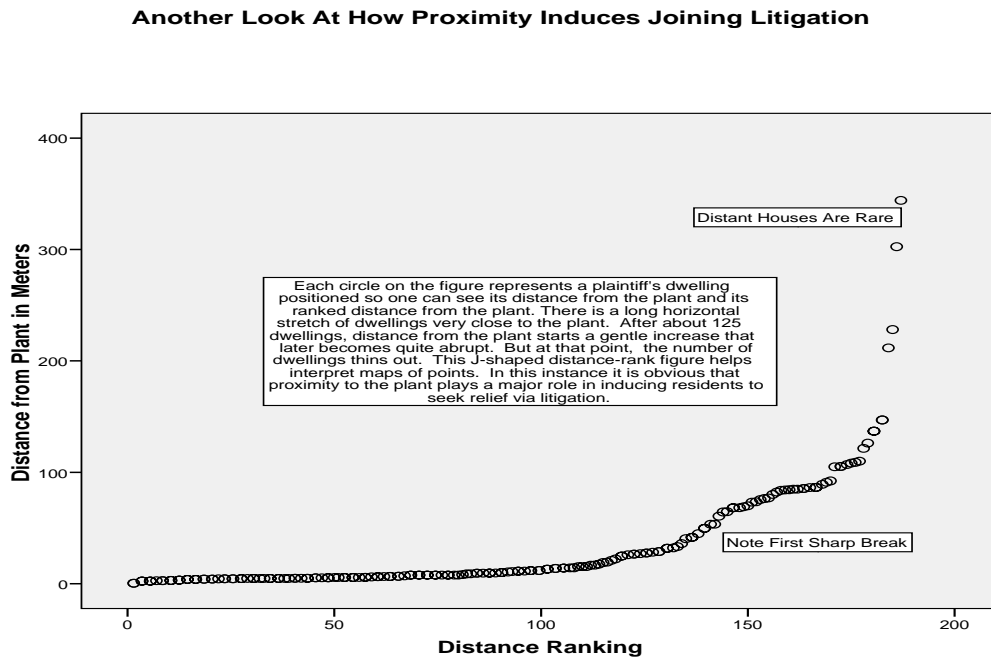 Another Look At How Proximity Induces Joining Litigation
400
300
200
100
0
Distance from Plant in Meters
Distant Houses Are Rare
Each circle on the figure represents a plaintiff's dwelling
positioned so one can see its distance from the plant and its
ranked distance from the plant. There is a long horizontal
stretch of dwellings very close to the plant. After about 125
dwellings, distance from the plant starts a gentle increase that
later becomes quite abrupt. But at that point, the number of
dwellings thins out. This J-shaped distance-rank figure helps
interpret maps of points. In this instance it is obvious that
proximity to the plant plays a major role in inducing residents to
seek relief via litigation.
Note First Sharp Break
0
50
100
150
200
Distance Ranking